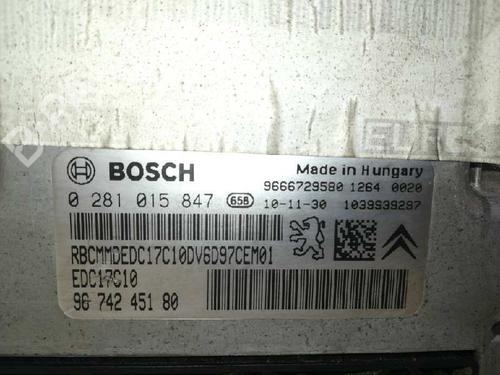 BOSCH
Made in Hungary
9666729580 1264 0020
0 281 015 847 658 10-11-30 1039S39297
RBCMMDEDC17C10DV6D97CEM01
EDC17C10
96 742 451 80